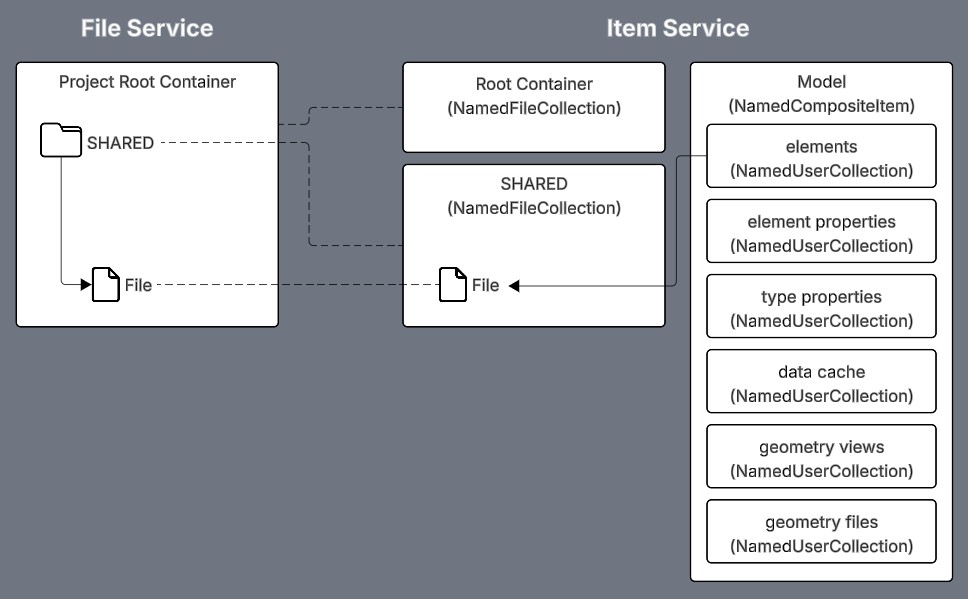 File Service
Item Service
Project Root Container
SHARED
File
Root Container
(NamedFileCollection)
SHARED
(NamedFileCollection)
File
Model
(NamedCompositeItem)
elements
(NamedUserCollection)
element properties
(NamedUserCollection)
type properties
(NamedUserCollection)
data cache
(NamedUserCollection)
geometry views
(NamedUserCollection)
geometry files
(NamedUserCollection)